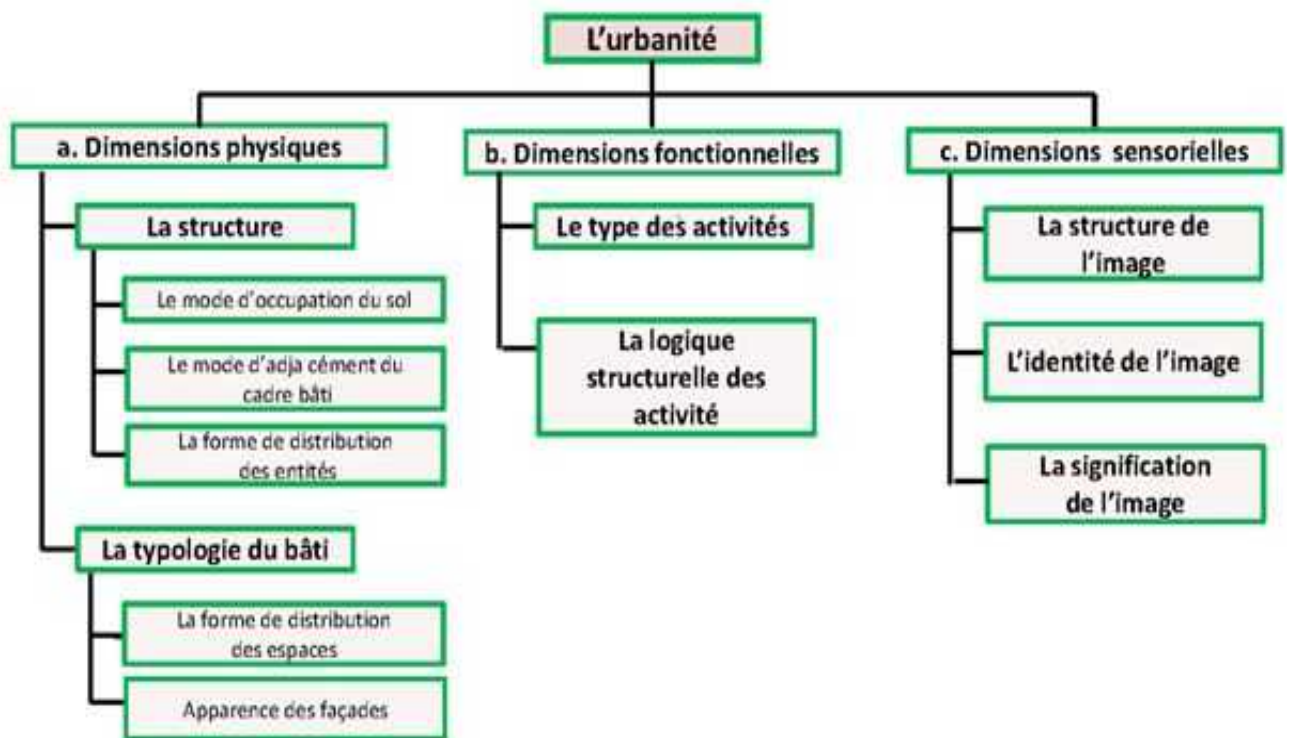 L'urbanité
a. Dimensions physiques
La structure
Le mode d'occupation du sol
Le mode d'adja cément du
cadre bâti
La forme de distribution
des entités
La typologie du bâti
La forme de distribution
des espaces
Apparence des façades
b. Dimensions fonctionnelles
Le type des activités
La logique
structurelle des
activité
c. Dimensions sensorielles
La structure de
l'image
L'identité de l'image
La signification
de l'image